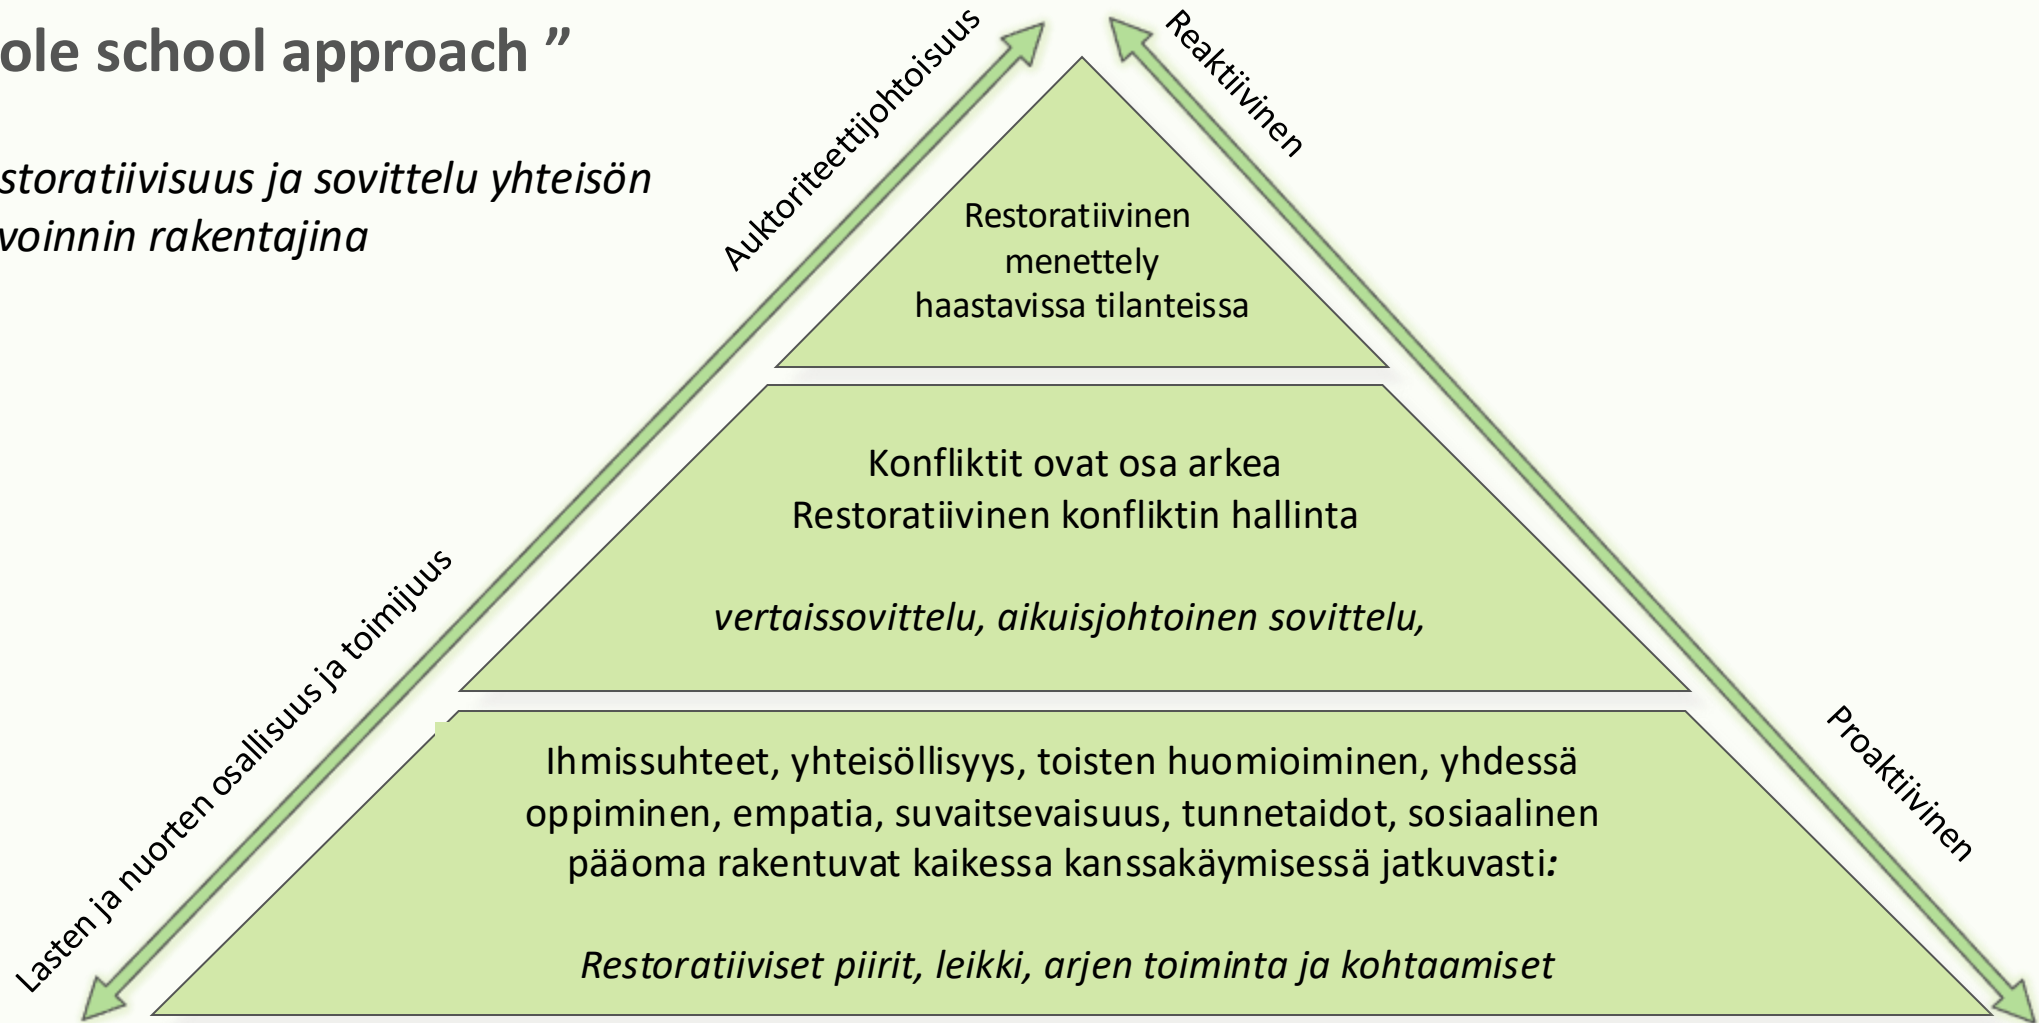 ole school approach ”
storatiivisuus ja sovittelu yhteisön
voinnin rakentajina
Auktoriteettijohtoisuus
Reaktiivinen
Restoratiivinen
menettely
haastavissa tilanteissa
Konfliktit ovat osa arkea
Restoratiivinen konfliktin hallinta
vertaissovittelu, aikuisjohtoinen sovittelu,
Lasten ja nuorten osallisuus ja toimijuus
Proaktiivinen
Ihmissuhteet, yhteisöllisyys, toisten huomioiminen, yhdessä
oppiminen, empatia, suvaitsevaisuus, tunnetaidot, sosiaalinen
pääoma rakentuvat kaikessa kanssakäymisessä jatkuvasti:
Restoratiiviset piirit, leikki, arjen toiminta ja kohtaamiset